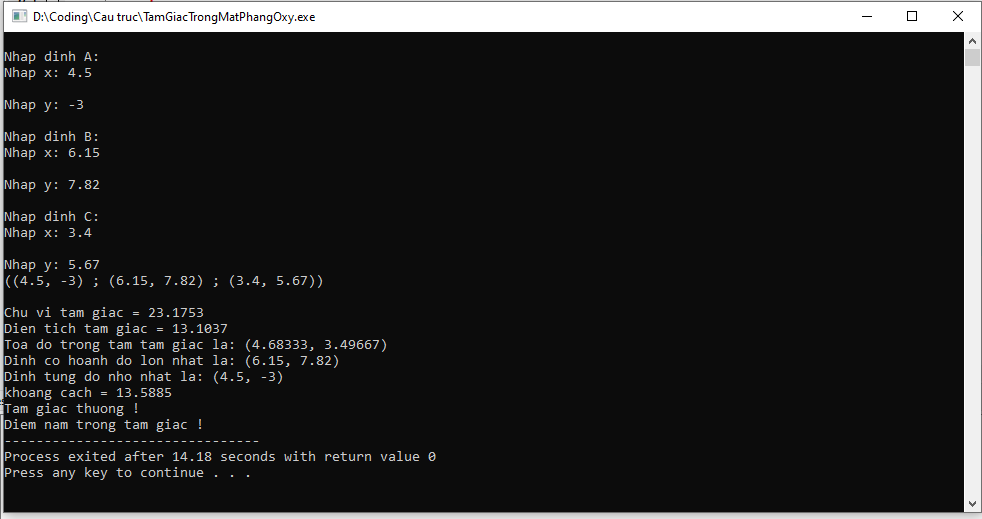 D:\Coding\Cau truc\TamGiacTrongMatPhangOxy.exe
Nhap dinh A:
Nhap x: 4.5
Nhap y: -3
Nhap dinh B:
Nhap x: 6.15
Nhap y: 7.82
Nhap dinh C:
Nhap x: 3.4
Nhap y: 5.67
((4.5, -3) ; (6.15, 7.82) ; (3.4, 5.67))
Chu vi tam giac = 23.1753
Dien tich tam giac = 13.1037
Toa do trong tam tam giac la: (4.68333, 3.49667)
Dinh co hoanh do lon nhat la: (6.15, 7.82)
Dinh tung do nho nhat la: (4.5, -3)
khoang cach = 13.5885
Tam giac thuong !
Diem nam trong tam giac !
--------------------------------
Process exited after 14.18 seconds with return value 0
Press any key to continue . . .